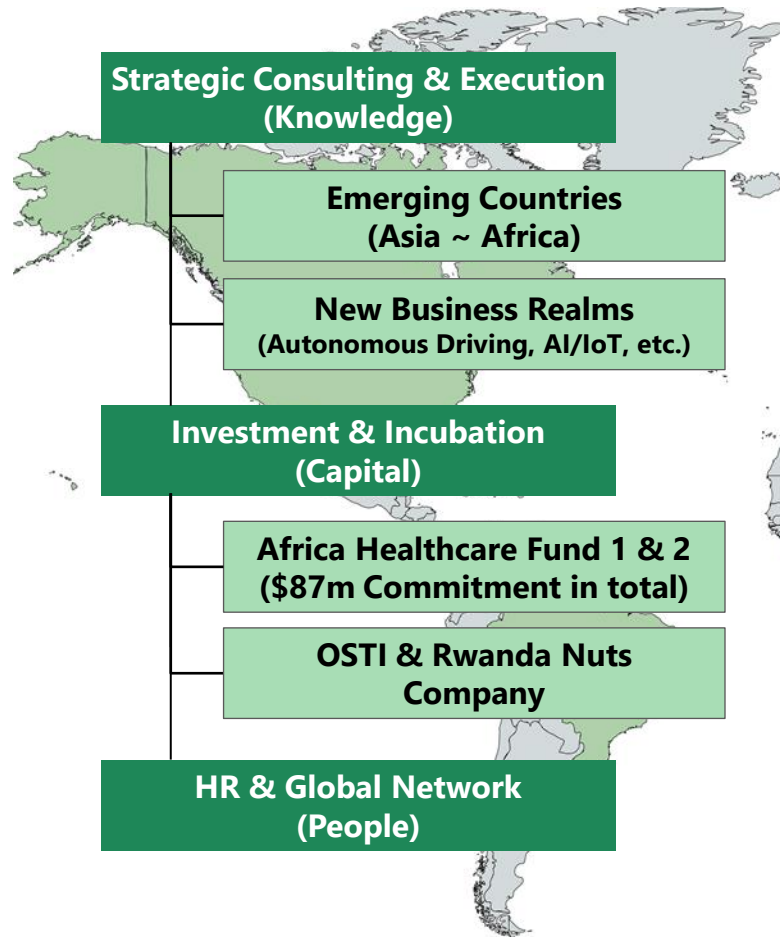 Strategic Consulting & Execution
(Knowledge)
Emerging Countries
(Asia ~ Africa)
New Business Realms
(Autonomous Driving, AI/IoT, etc.)
Investment & Incubation
(Capital)
Africa Healthcare Fund 1 & 2
($87m Commitment in total)
OSTI & Rwanda Nuts
Company
HR & Global Network
(People)